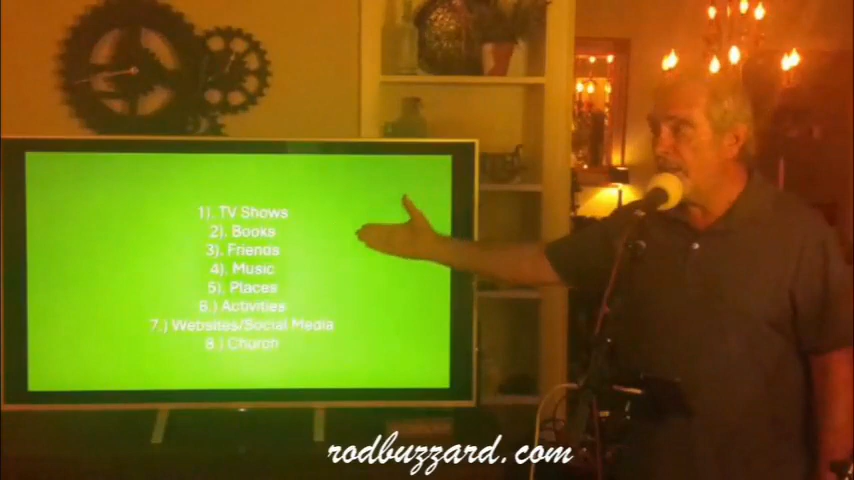 1). TV Shows
2). Books
3). Friends
4). Music
5). Places
6.) Activities
7.) Websites/Social Media
8.) Church
rodbuzzard.com